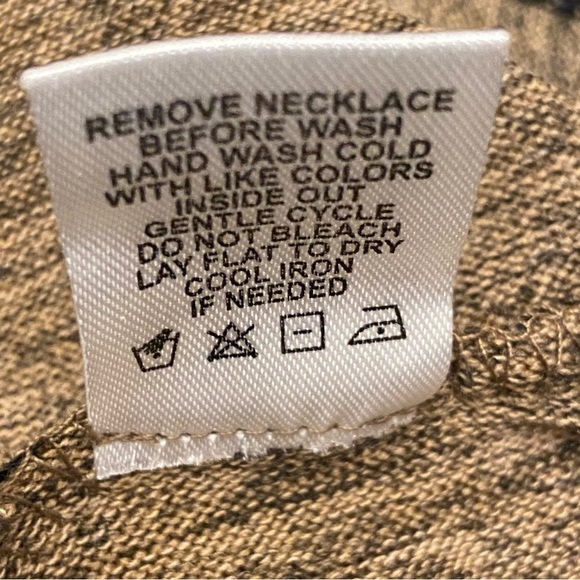 REMOVE NECKLACE
BEFORE WASH
HAND WASH COLD
WITH LIKE COLORS
INSIDE OUT
GENTLE CYCLE
DO NOT BLEACH
LAY FLAT TO DRY
COOL IRON
IF NEEDED